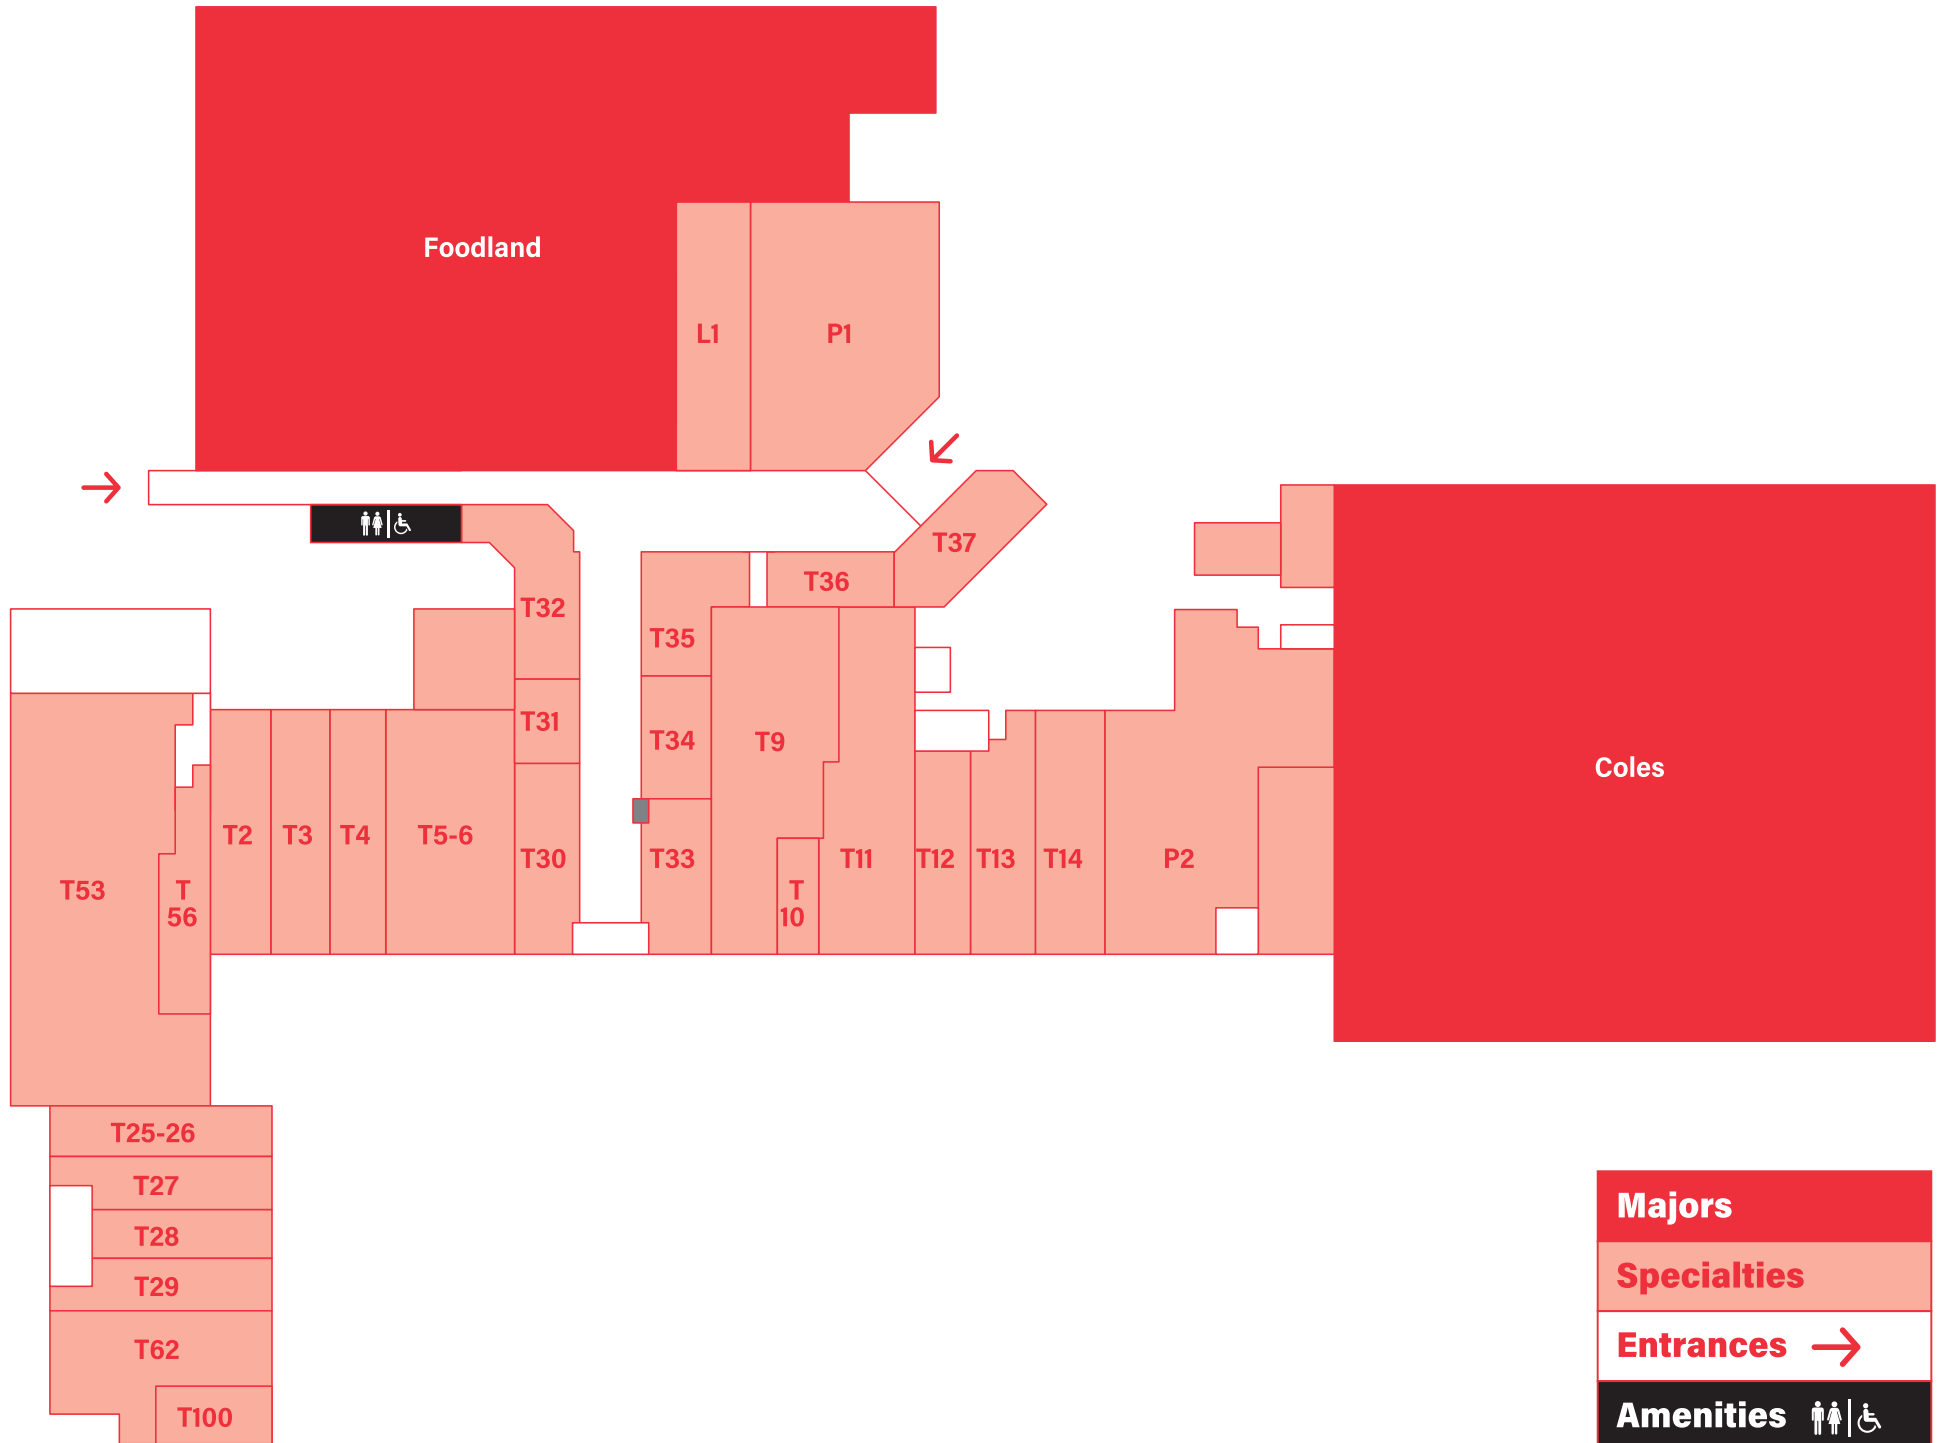 Foodland
L1
P1
T37
T36
T32
T35
T31
T34
T9
Coles
T2
T3
T4
T5-6
T30
T33
T11
T12
T13
T14
P2
T53
T
56
T
10
T25-26
T27
T28
T29
T62
T100
Majors
Specialties
Entrances
Amenities